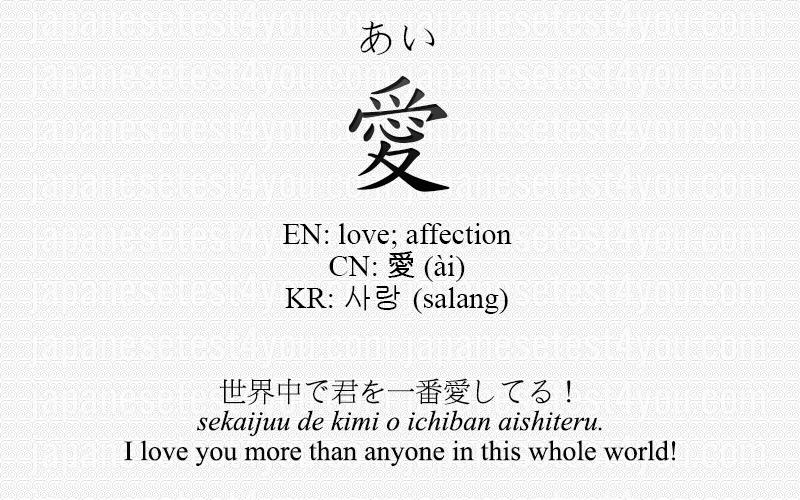 あい
愛
EN: love; affection
CN: 愛 (ài)
KR: 사랑 (salang)
世界中で君を一番愛してる！
sekaijuu de kimi o ichiban aishiteru.
I love you more than anyone in this whole world!
japanesetest4you.com